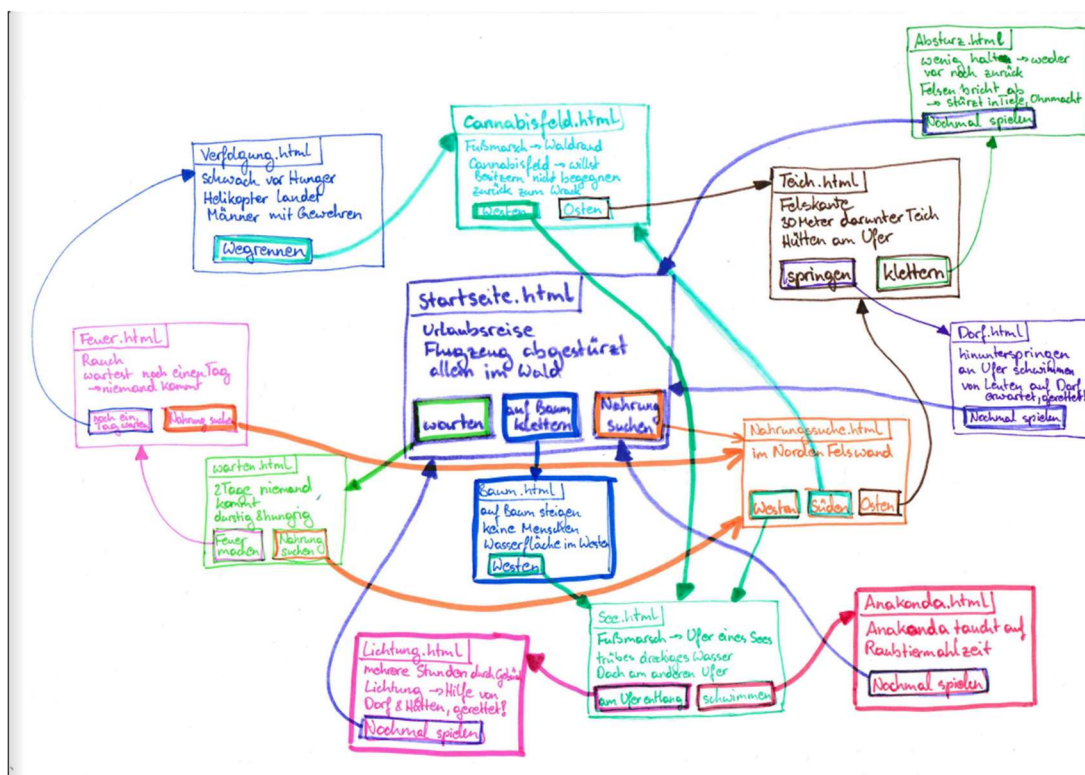 Absturz.html
wenig halten → weder
vor noch zurück
Felsen bricht ab
→ stürzt in Tiefe, Ohnmacht
Nochmal spielen
Cannabisfeld.html
Fußmarsch → Waldrand
Cannabisfeld → willst
Besitzern nicht begegnen
zurück zum Wrack
Westen Osten
Verfolgung.html
schwach vor Hunger
Helikopter landet
Männer mit Gewehren
Wegrennen
Teich.html
Felskante
30 Meter darunter Teich
Hütten am Ufer
springen klettern
Startseite.html
Urlaubsreise
Flugzeug abgestürzt
allein im Wald
warten
auf Baum
klettern
Nahrung
suchen
Feuer.html
Rauch
wartest noch einen Tag
→ niemand kommt
noch ein
Tag warten
Nahrung suche
Dorf.html
hinunterspringen
an Ufer schwimmen
von Leuten auf Dorf
erwartet, gerettet!
Nochmal spielen
Nahrungssuche.html
im Norden Felswand
Westen Süden Osten
warten.html
2 Tage niemand
kommt
durstig & hungrig
Feuer
machen
Nahrung
suchen
Baum.html
auf Baum steigen
keine Menschen
Wasserfläche im Westen
Westen
See.html
Fußmarsch → Ufer eines Sees
trübes dreckiges Wasser
Dach am anderen Ufer
am Ufer entlang schwimmen
Anakonda.html
Anakonda taucht auf
Raubtiermahlzeit
Nochmal spielen
Lichtung.html
mehrere Stunden durch
Lichtung → Hilfe von
Dorf & Hütten, gerettet!
Nochmal spielen